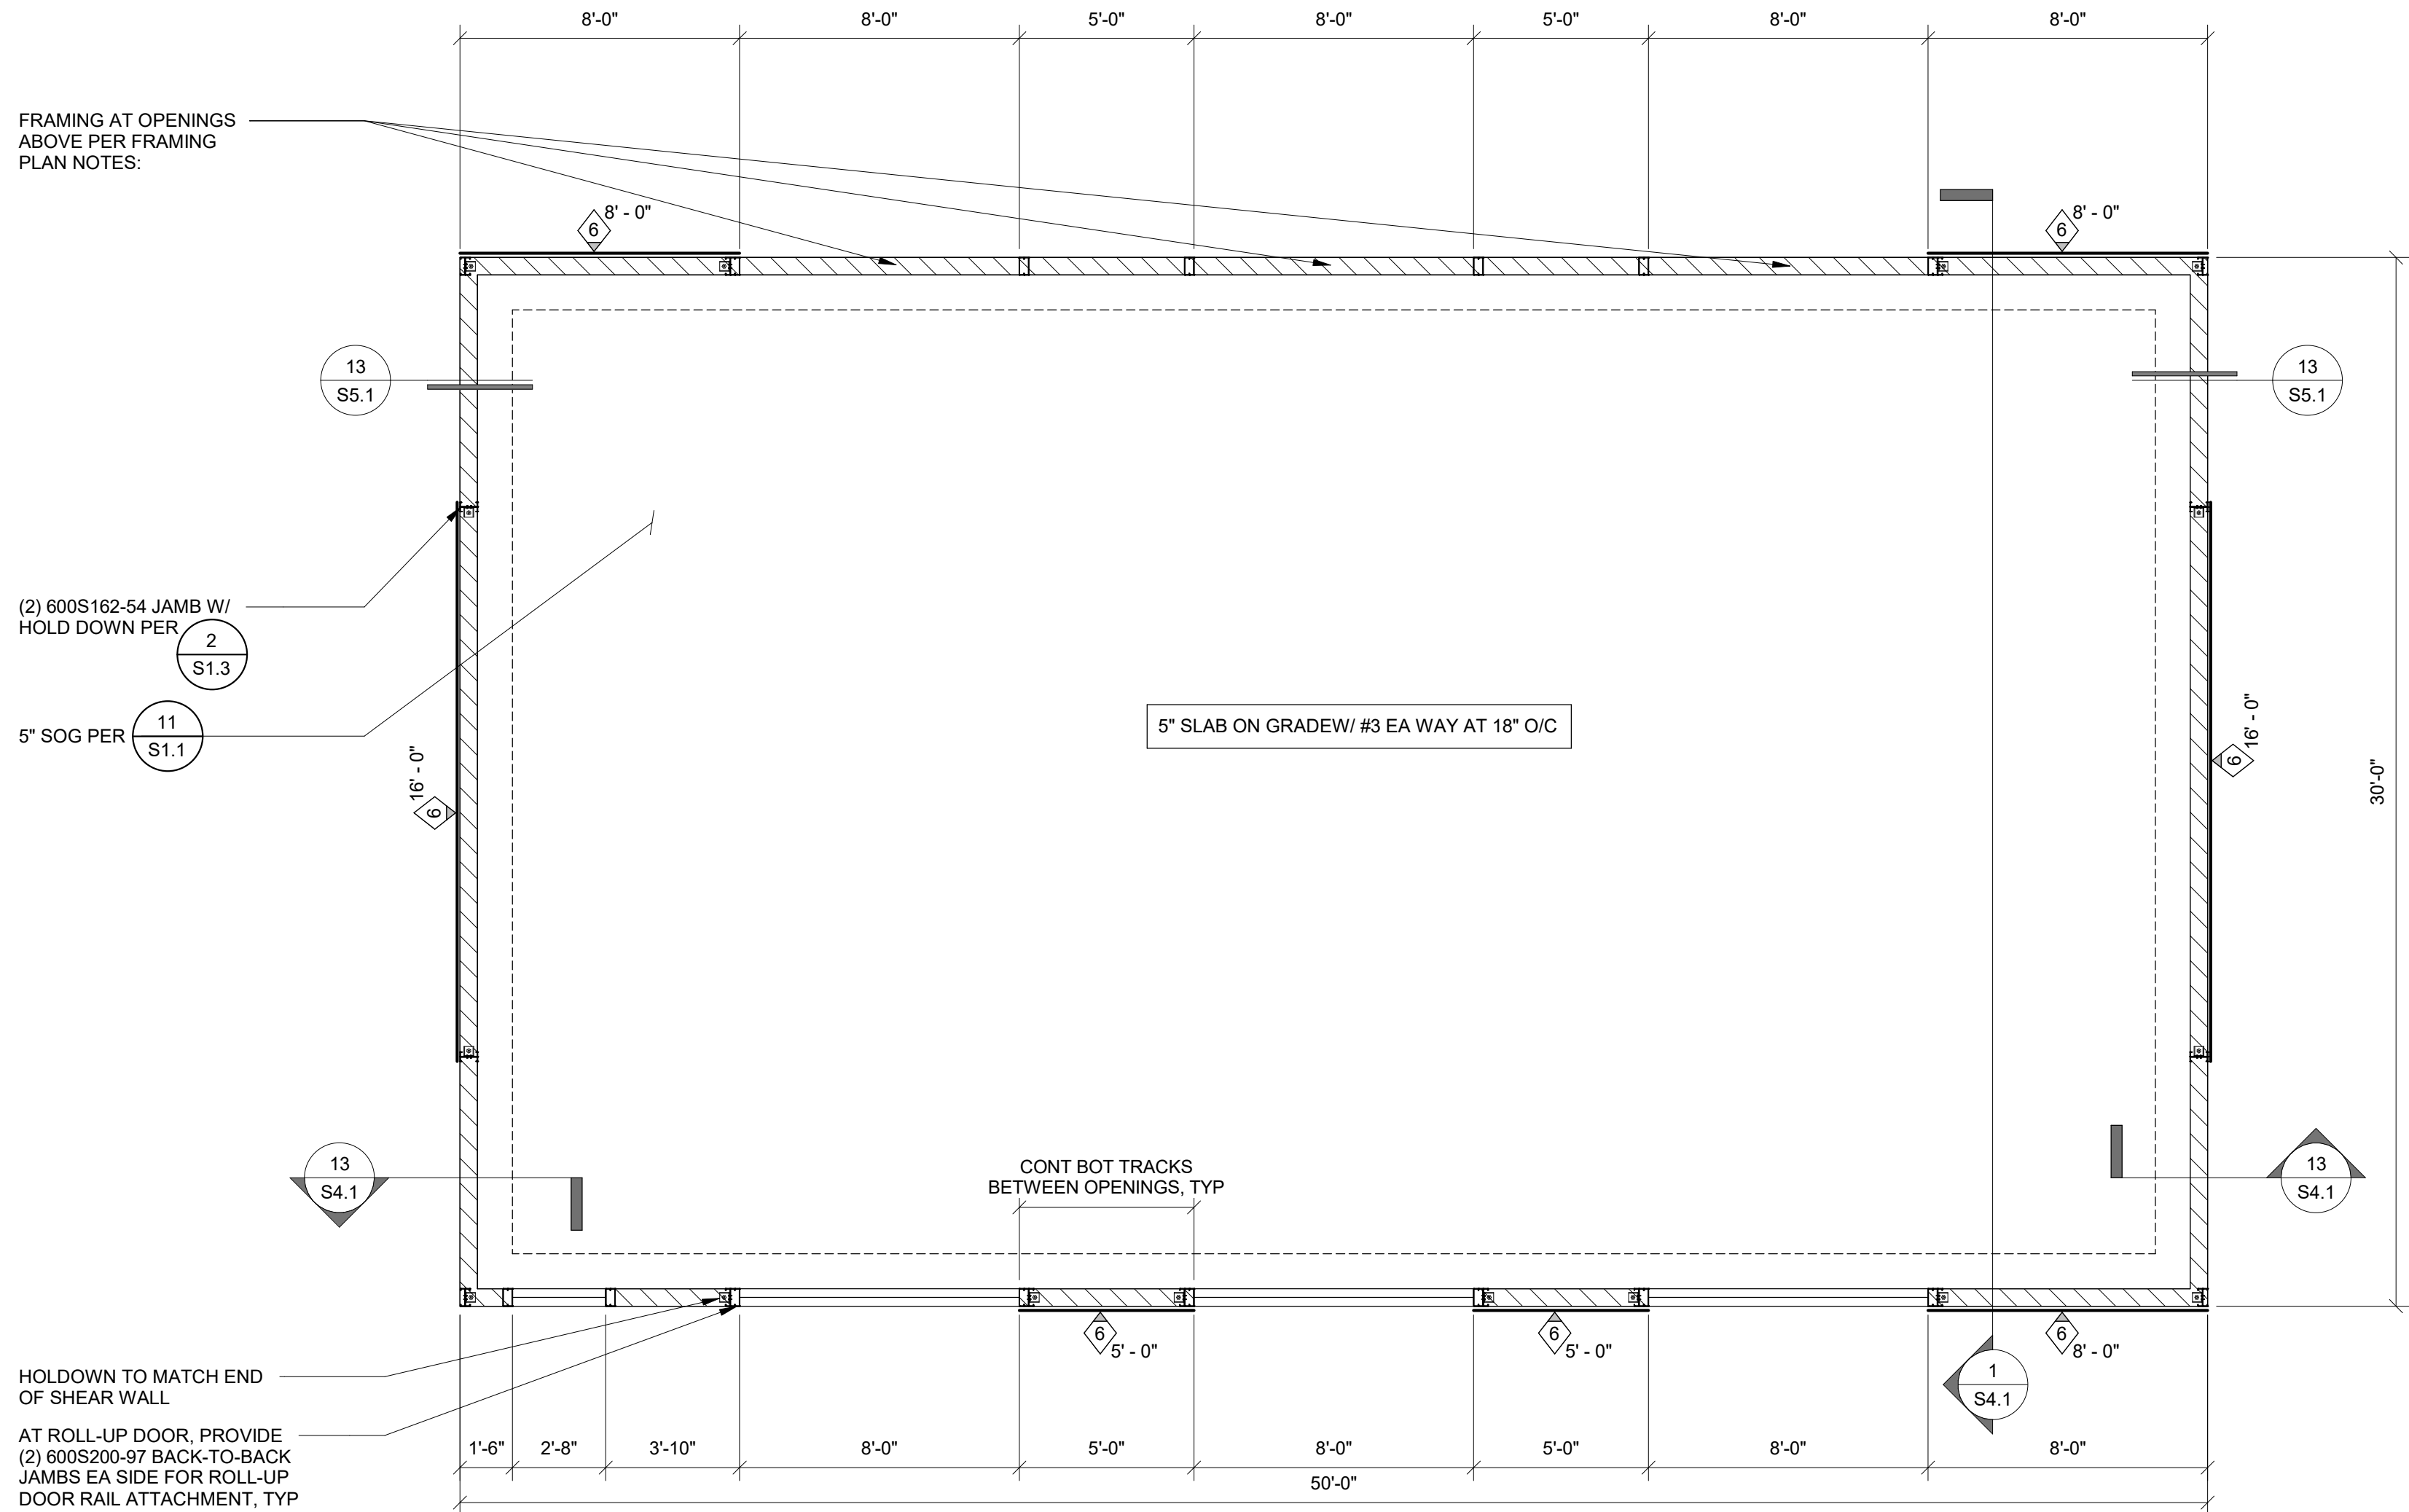 8'-0" 8'-0" 5'-0" 8'-0" 5'-0" 8'-0" 8'-0"
FRAMING AT OPENINGS
ABOVE PER FRAMING
PLAN NOTES:
6 8' - 0"
6 8' - 0"
13
S5.1
13
S5.1
(2) 600S162-54 JAMB W/
HOLD DOWN PER
2
S1.3
5" SOG PER
11
S1.1
5" SLAB ON GRADEW/ #3 EA WAY AT 18" O/C
6 16' - 0"
6 16' - 0"
30'-0"
13
S4.1
CONT BOT TRACKS
BETWEEN OPENINGS, TYP
13
S4.1
6 5' - 0"
6 5' - 0"
6 8' - 0"
1
S4.1
HOLDOWN TO MATCH END
OF SHEAR WALL
AT ROLL-UP DOOR, PROVIDE
(2) 600S200-97 BACK-TO-BACK
JAMBS EA SIDE FOR ROLL-UP
DOOR RAIL ATTACHMENT, TYP
1'-6" 2'-8" 3'-10" 8'-0" 5'-0" 8'-0" 5'-0" 8'-0" 8'-0"
50'-0"